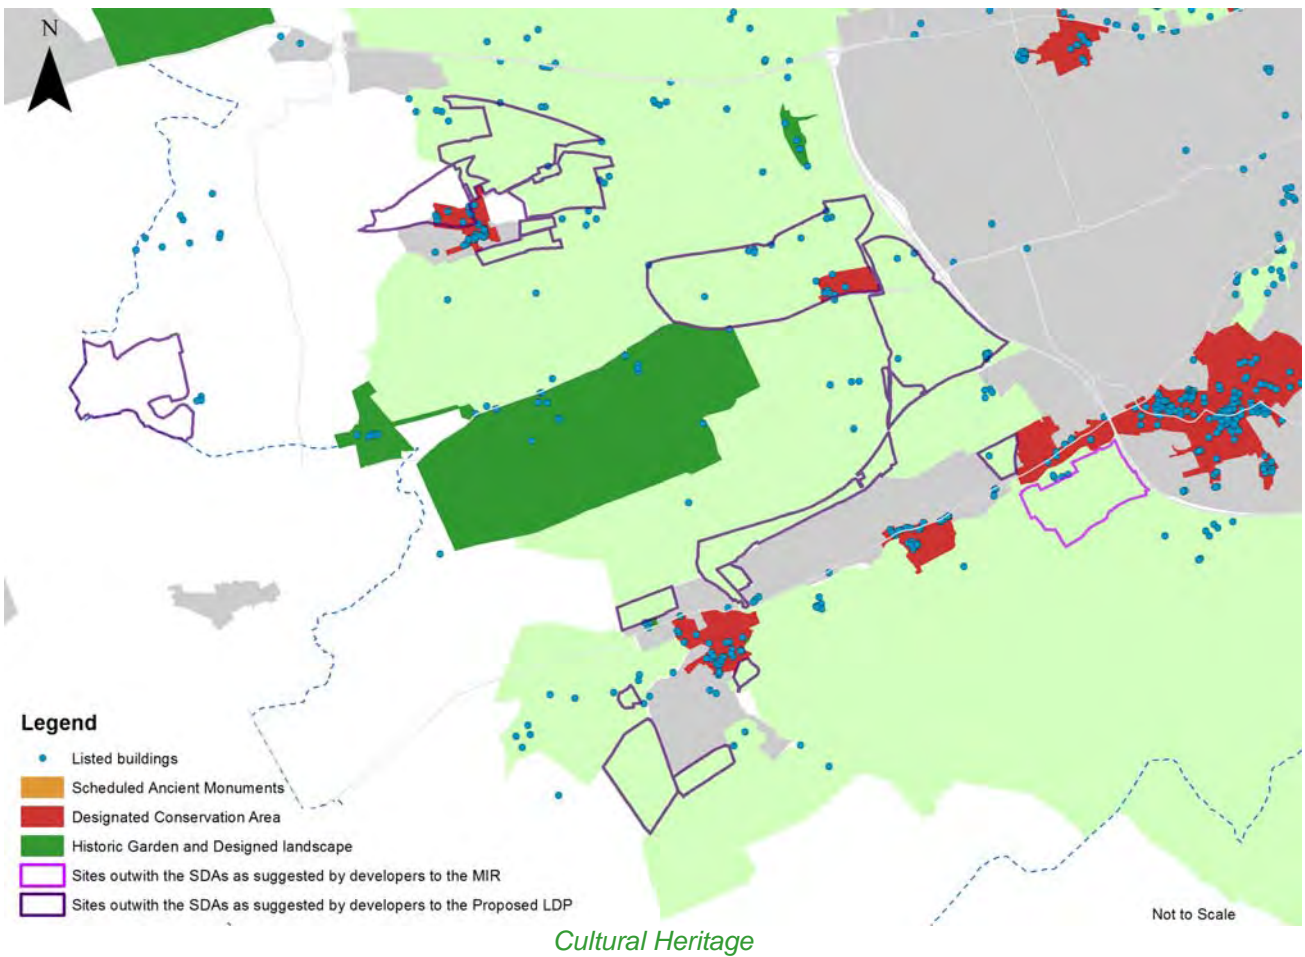 N
Legend
Listed buildings
Scheduled Ancient Monuments
Designated Conservation Area
Historic Garden and Designed landscape
Sites outwith the SDAs as suggested by developers to the MIR
Sites outwith the SDAs as suggested by developers to the Proposed LDP
Not to Scale
Cultural Heritage